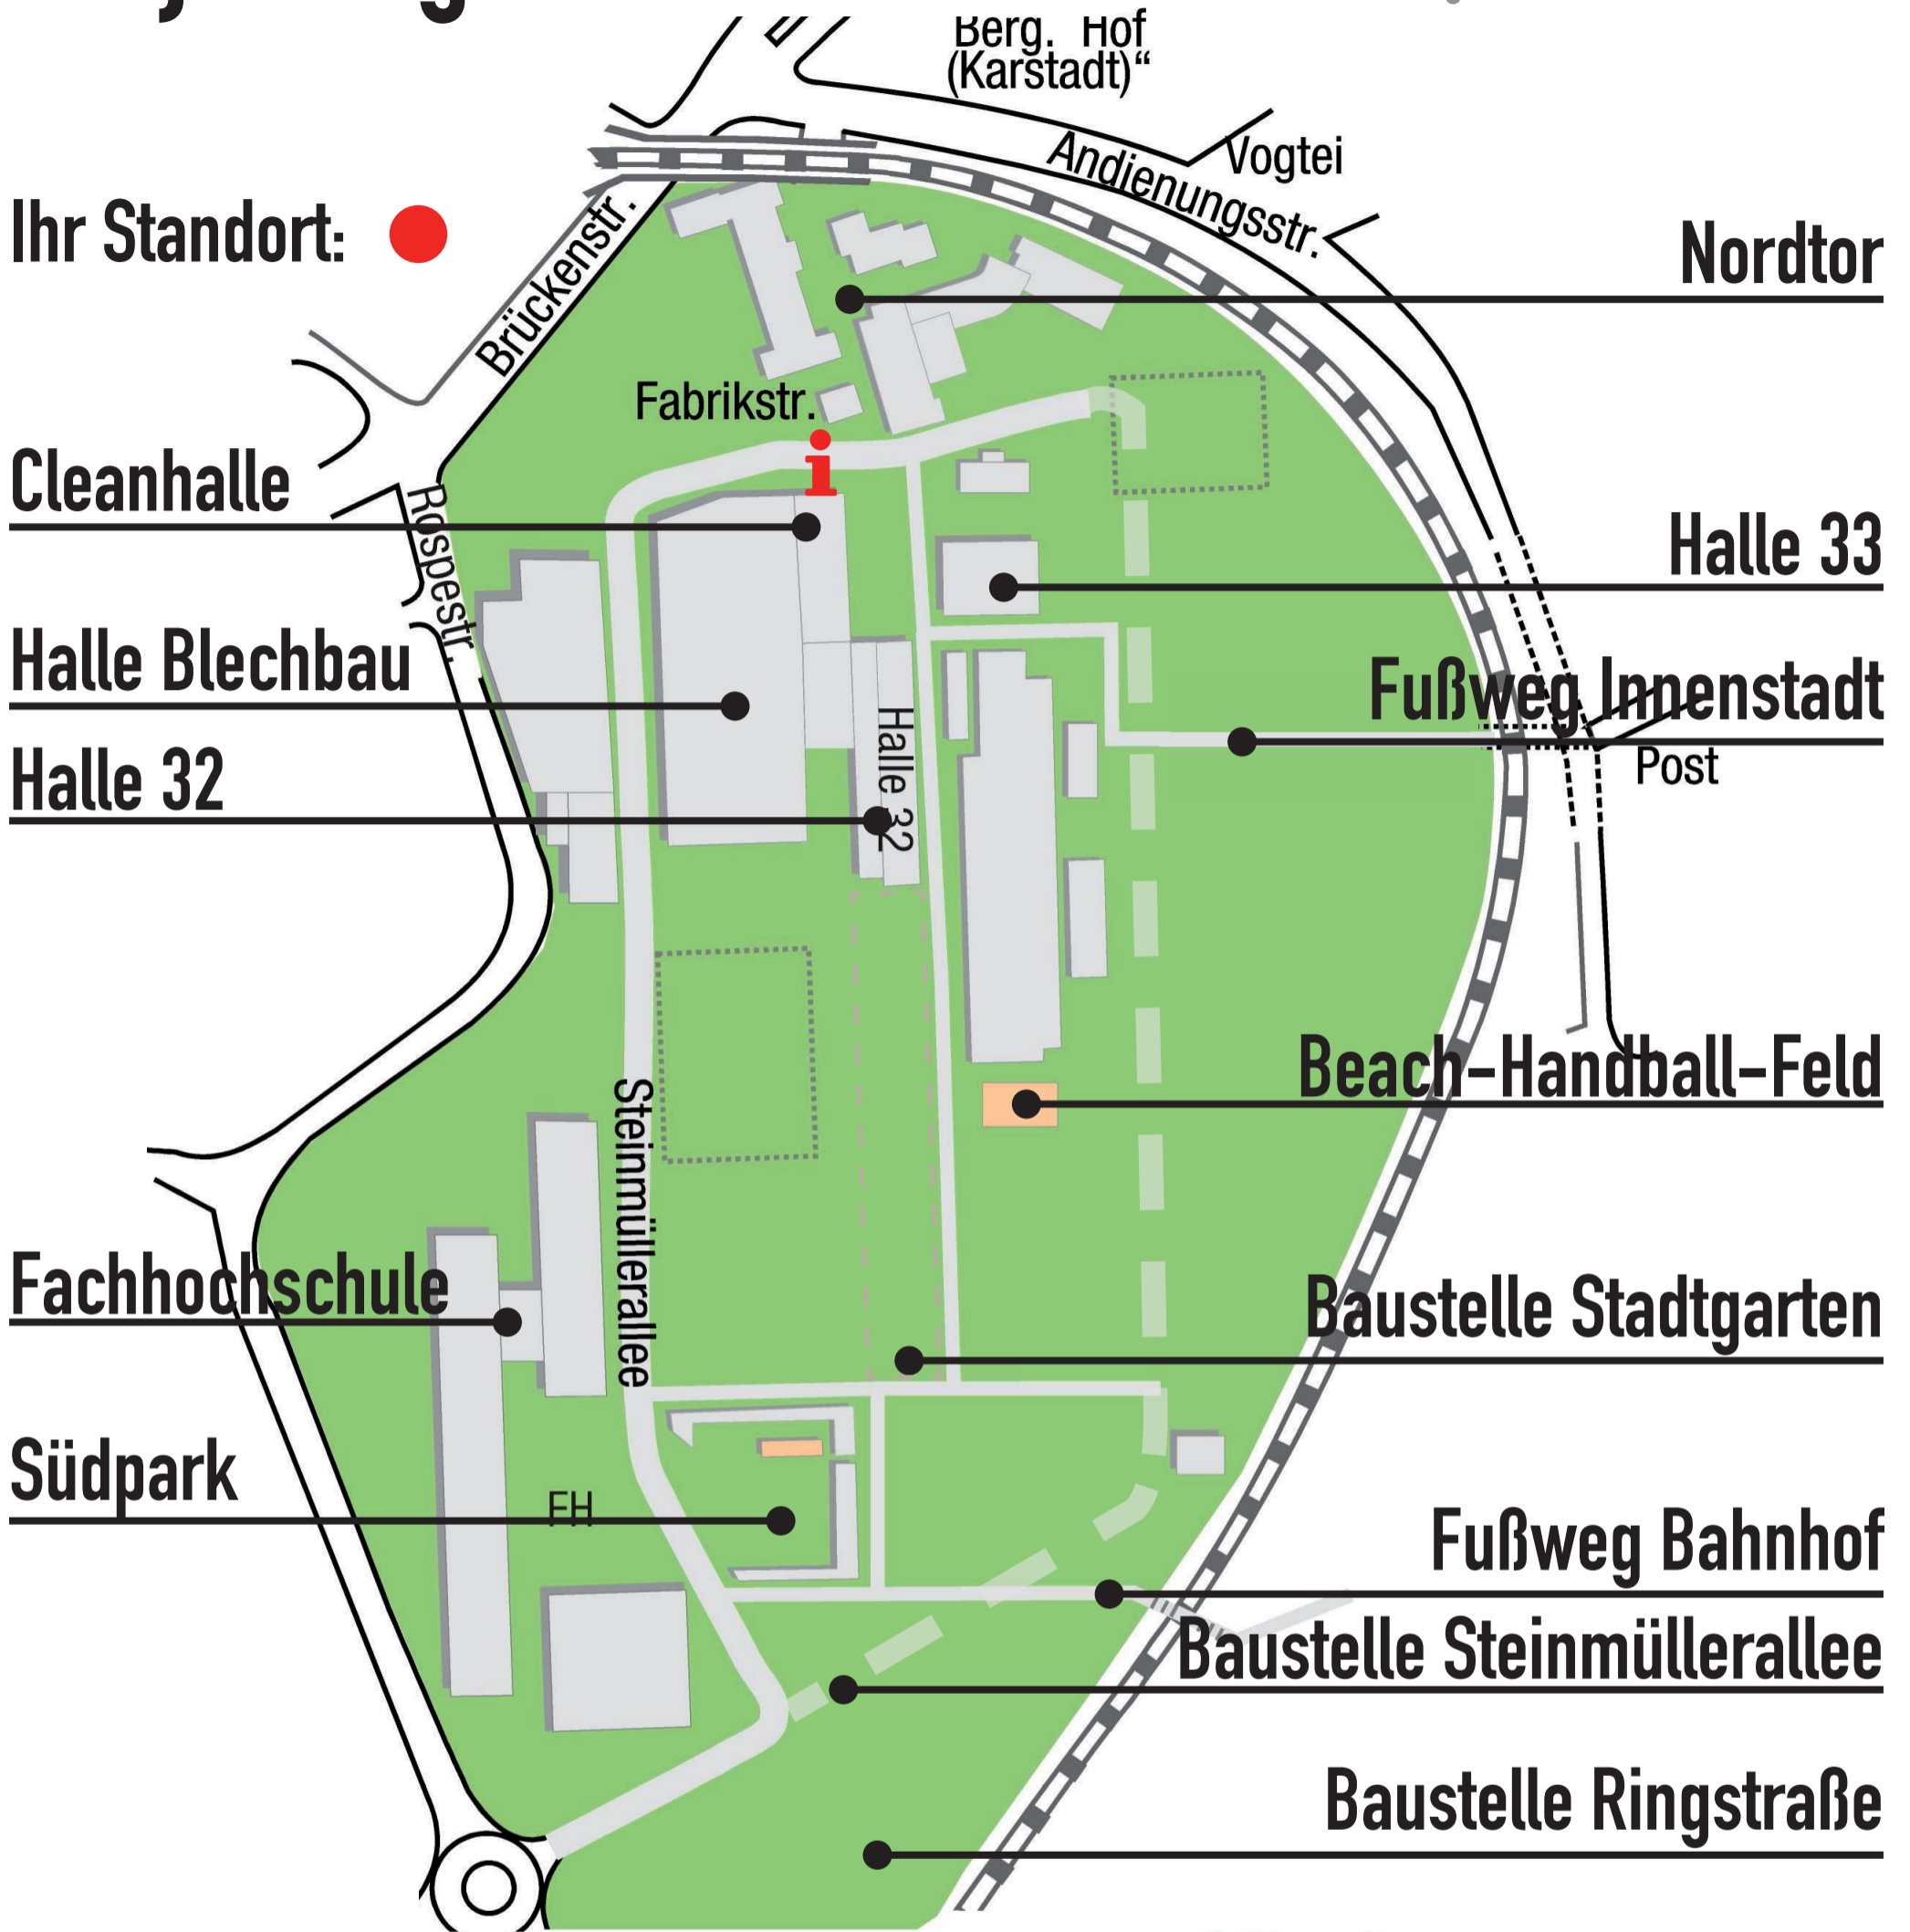 Berg. Hof
(Karstadt)“
Vogtei
Andienungsstr.
Ihr Standort:
Brückenstr.
Nordtor
Fabrikstr.
i
Cleanhalle
Rospestr.
Halle 33
Halle Blechbau
Fußweg Innenstadt
Halle 32
Halle 32
Post
Beach-Handball-Feld
Steinmüllerallee
Fachhochschule
Baustelle Stadtgarten
Südpark
FH
Fußweg Bahnhof
Baustelle Steinmüllerallee
Baustelle Ringstraße